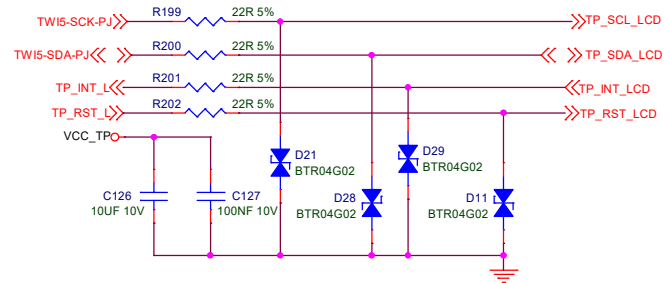 TWI5-SCK-PJ R199 22R 5% TP_SCL_LCD
TWI5-SDA-PJ R200 22R 5% TP_SDA_LCD
TP_INT_L R201 22R 5% TP_INT_LCD
TP_RST_L R202 22R 5% TP_RST_LCD
VCC_TP
D21
BTR04G02
D29
BTR04G02
C126
10UF 10V
C127
100NF 10V
D28
BTR04G02
D11
BTR04G02